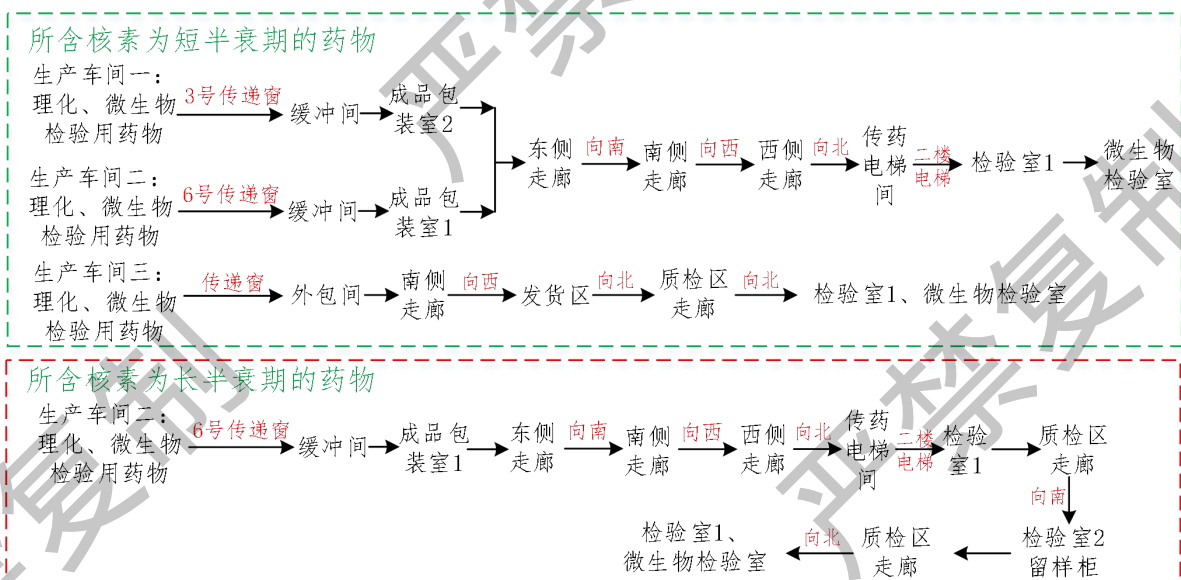 所含核素为短半衰期的药物
生产车间一：
理化、微生物
检验用药物
3号传递窗
缓冲间
成品包
装室2
生产车间二：
理化、微生物
检验用药物
6号传递窗
缓冲间
成品包
装室1
东侧
走廊
向南
南侧
走廊
向西
西侧
走廊
向北
传药
电梯
间
二楼
电梯
检验室1
微生物
检验室
生产车间三：
理化、微生物
检验用药物
传递窗
外包间
南侧
走廊
向西
发货区
向北
质检区
走廊
向北
检验室1、微生物检验室
所含核素为长半衰期的药物
生产车间二：
理化、微生物
检验用药物
6号传递窗
缓冲间
成品包
装室1
东侧
走廊
向南
南侧
走廊
向西
西侧
走廊
向北
传药
电梯
间
二楼
电梯
检验
室1
质检区
走廊
向南
检验室2
留样柜
质检区
走廊
向北
检验室1、
微生物检验室
严禁
严禁复制
复制